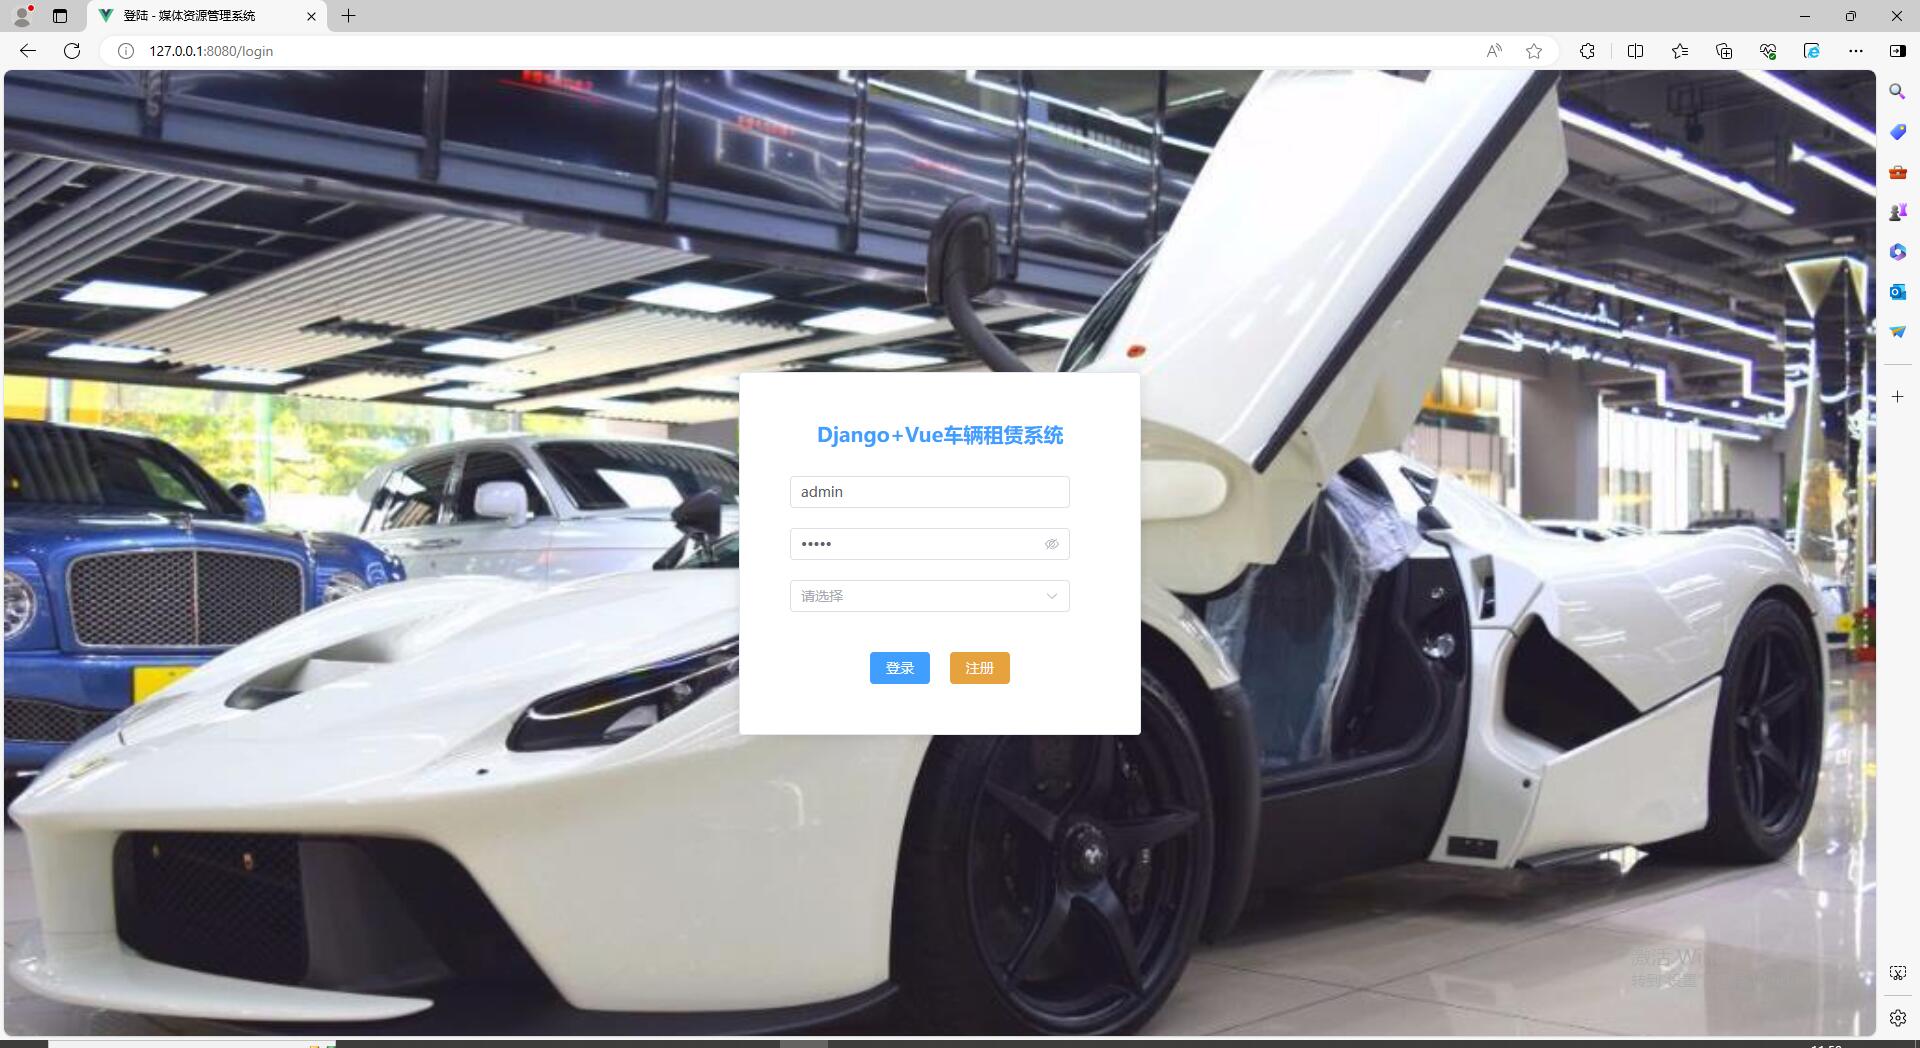 登陆 - 媒体资源管理系统
127.0.0.1:8080/login
Django+Vue车辆租赁系统
admin
•••••
请选择
登录
注册
激活 Win
转到"设置"